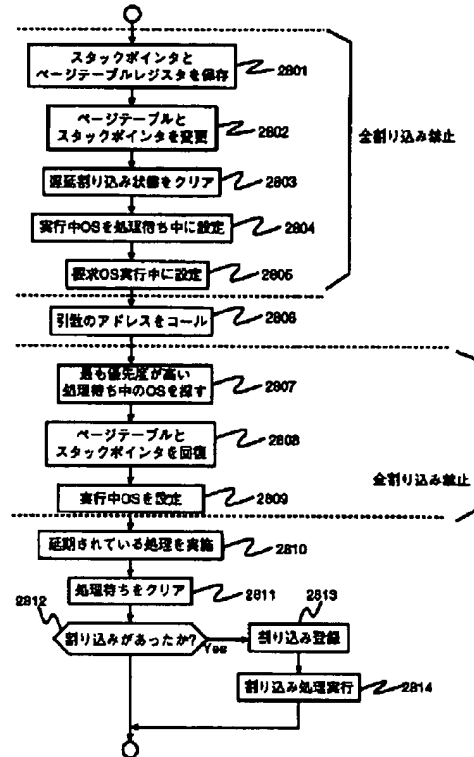 スタックポインタと
ページテーブルレジスタを保存
2801
ページテーブルと
スタックポインタを変更
2802
全割り込み禁止
遅延割り込み状態をクリア
2803
実行中OSを処理待ち中に設定
2804
要求OS実行中に設定
2805
引数のアドレスをコール
2806
最も優先度が高い
処理待ち中のOSを探す
2807
ページテーブルと
スタックポインタを回復
2808
全割り込み禁止
実行中OSを設定
2809
延期されている処理を実施
2810
処理待ちをクリア
2811
2812
割り込みがあったか?
Yes
2813
割り込み登録
割り込み処理実行
2814